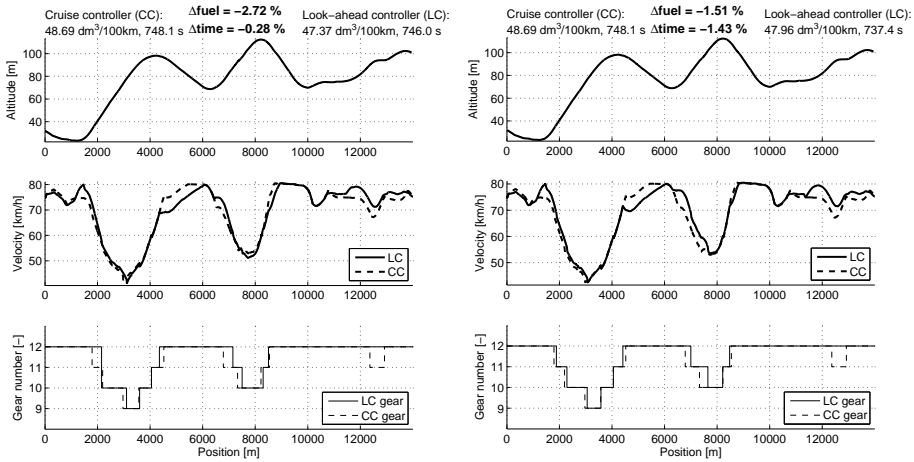 Cruise controller (CC):
48.69 dm³/100km, 748.1 s
Δfuel = −2.72 %
Δtime = −0.28 %
Look−ahead controller (LC):
47.37 dm³/100km, 746.0 s
Altitude [m]
100
80
60
40
0 2000 4000 6000 8000 10000 12000
Velocity [km/h]
80
70
60
50
LC
CC
0 2000 4000 6000 8000 10000 12000
Gear number [−]
12
11
10
9
LC gear
CC gear
0 2000 4000 6000 8000 10000 12000
Position [m]
Cruise controller (CC):
48.69 dm³/100km, 748.1 s
Δfuel = −1.51 %
Δtime = −1.43 %
Look−ahead controller (LC):
47.96 dm³/100km, 737.4 s
Altitude [m]
100
80
60
40
0 2000 4000 6000 8000 10000 12000
Velocity [km/h]
80
70
60
50
LC
CC
0 2000 4000 6000 8000 10000 12000
Gear number [−]
12
11
10
9
LC gear
CC gear
0 2000 4000 6000 8000 10000 12000
Position [m]